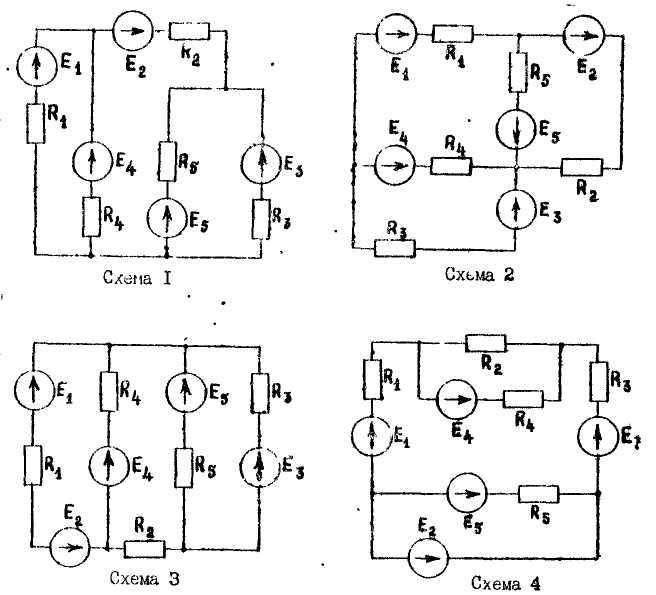 E1 E2 R2
R1 E4 R5 E3
R4 E5 R3
Схема I
E1 R1 E2
R5
E4 R4 E5
R2
R3 E3
Схема 2
E1 R4 E5 R3
R1 E4 R5 E3
E2 R2
Схема 3
R1 R2 R3
E4 R4
E1
E5 R5
E2
Схема 4